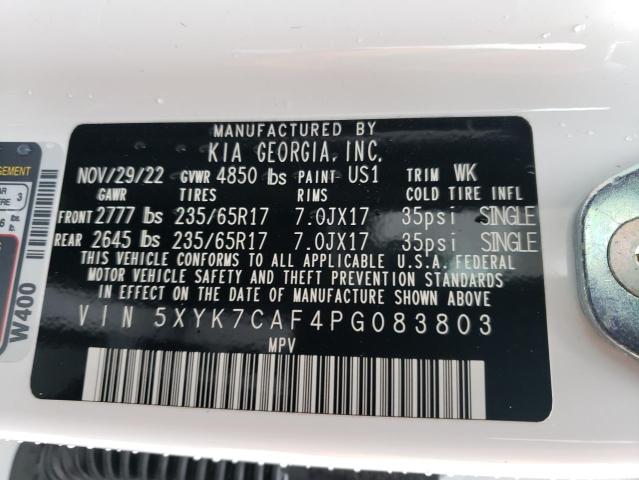 MANUFACTURED BY
KIA GEORGIA, INC.
NOV/29/22 GVWR 4850 lbs PAINT US1 TRIM WK
GAWR TIRES RIMS COLD TIRE INFL
FRONT 2777 lbs 235/65R17 7.0JX17 35psi SINGLE
REAR 2645 lbs 235/65R17 7.0JX17 35psi SINGLE
THIS VEHICLE CONFORMS TO ALL APPLICABLE U.S.A. FEDERAL
MOTOR VEHICLE SAFETY AND THEFT PREVENTION STANDARDS
IN EFFECT ON THE DATE OF MANUFACTURE SHOWN ABOVE
VIN 5XYK7CAF4PG083803
MPV
W400
3
lbs.